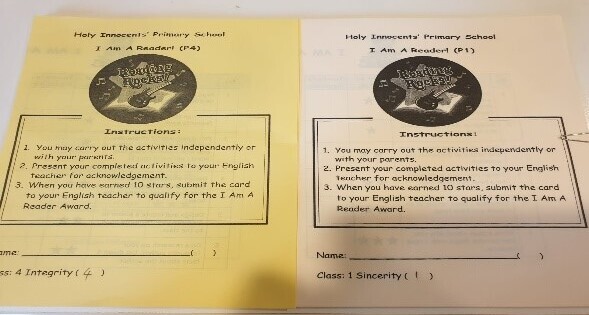 Holy Innocents' Primary School
I Am A Reader! (P4)
Reading
Rocks!
Instructions:
1. You may carry out the activities independently or
with your parents.
2. Present your completed activities to your English
teacher for acknowledgement.
3. When you have earned 10 stars, submit the card
to your English teacher to qualify for the I Am A
Reader Award.
ame: ( )
ss: 4 Integrity ( 4 )
Holy Innocents' Primary School
I Am A Reader! (P1)
Reading
Rocks!
Instructions:
1. You may carry out the activities independently or
with your parents.
2. Present your completed activities to your English
teacher for acknowledgement.
3. When you have earned 10 stars, submit the card
to your English teacher to qualify for the I Am A
Reader Award.
Name: ( )
Class: 1 Sincerity ( 1 )